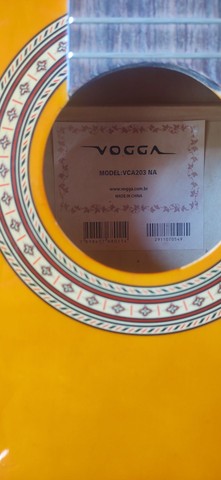 VOGGA
MODEL:VCA203 NA
www.vogga.com.br
MADE IN CHINA